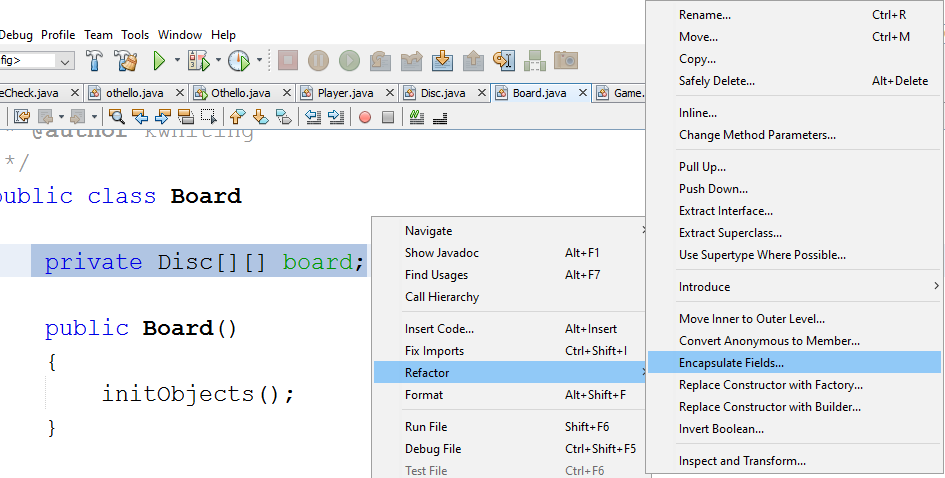 Debug Profile Team Tools Window Help
fig>
eCheck.java othello.java Othello.java Player.java Disc.java Board.java Game.
* @author kwhiting
*/
public class Board
private Disc[][] board;
public Board()
{
initObjects();
}
Navigate
Show Javadoc Alt+F1
Find Usages Alt+F7
Call Hierarchy
Insert Code... Alt+Insert
Fix Imports Ctrl+Shift+I
Refactor
Format Alt+Shift+F
Run File Shift+F6
Debug File Ctrl+Shift+F5
Test File Ctrl+F6
Rename... Ctrl+R
Move... Ctrl+M
Copy...
Safely Delete... Alt+Delete
Inline...
Change Method Parameters...
Pull Up...
Push Down...
Extract Interface...
Extract Superclass...
Use Supertype Where Possible...
Introduce
Move Inner to Outer Level...
Convert Anonymous to Member...
Encapsulate Fields...
Replace Constructor with Factory...
Replace Constructor with Builder...
Invert Boolean...
Inspect and Transform...